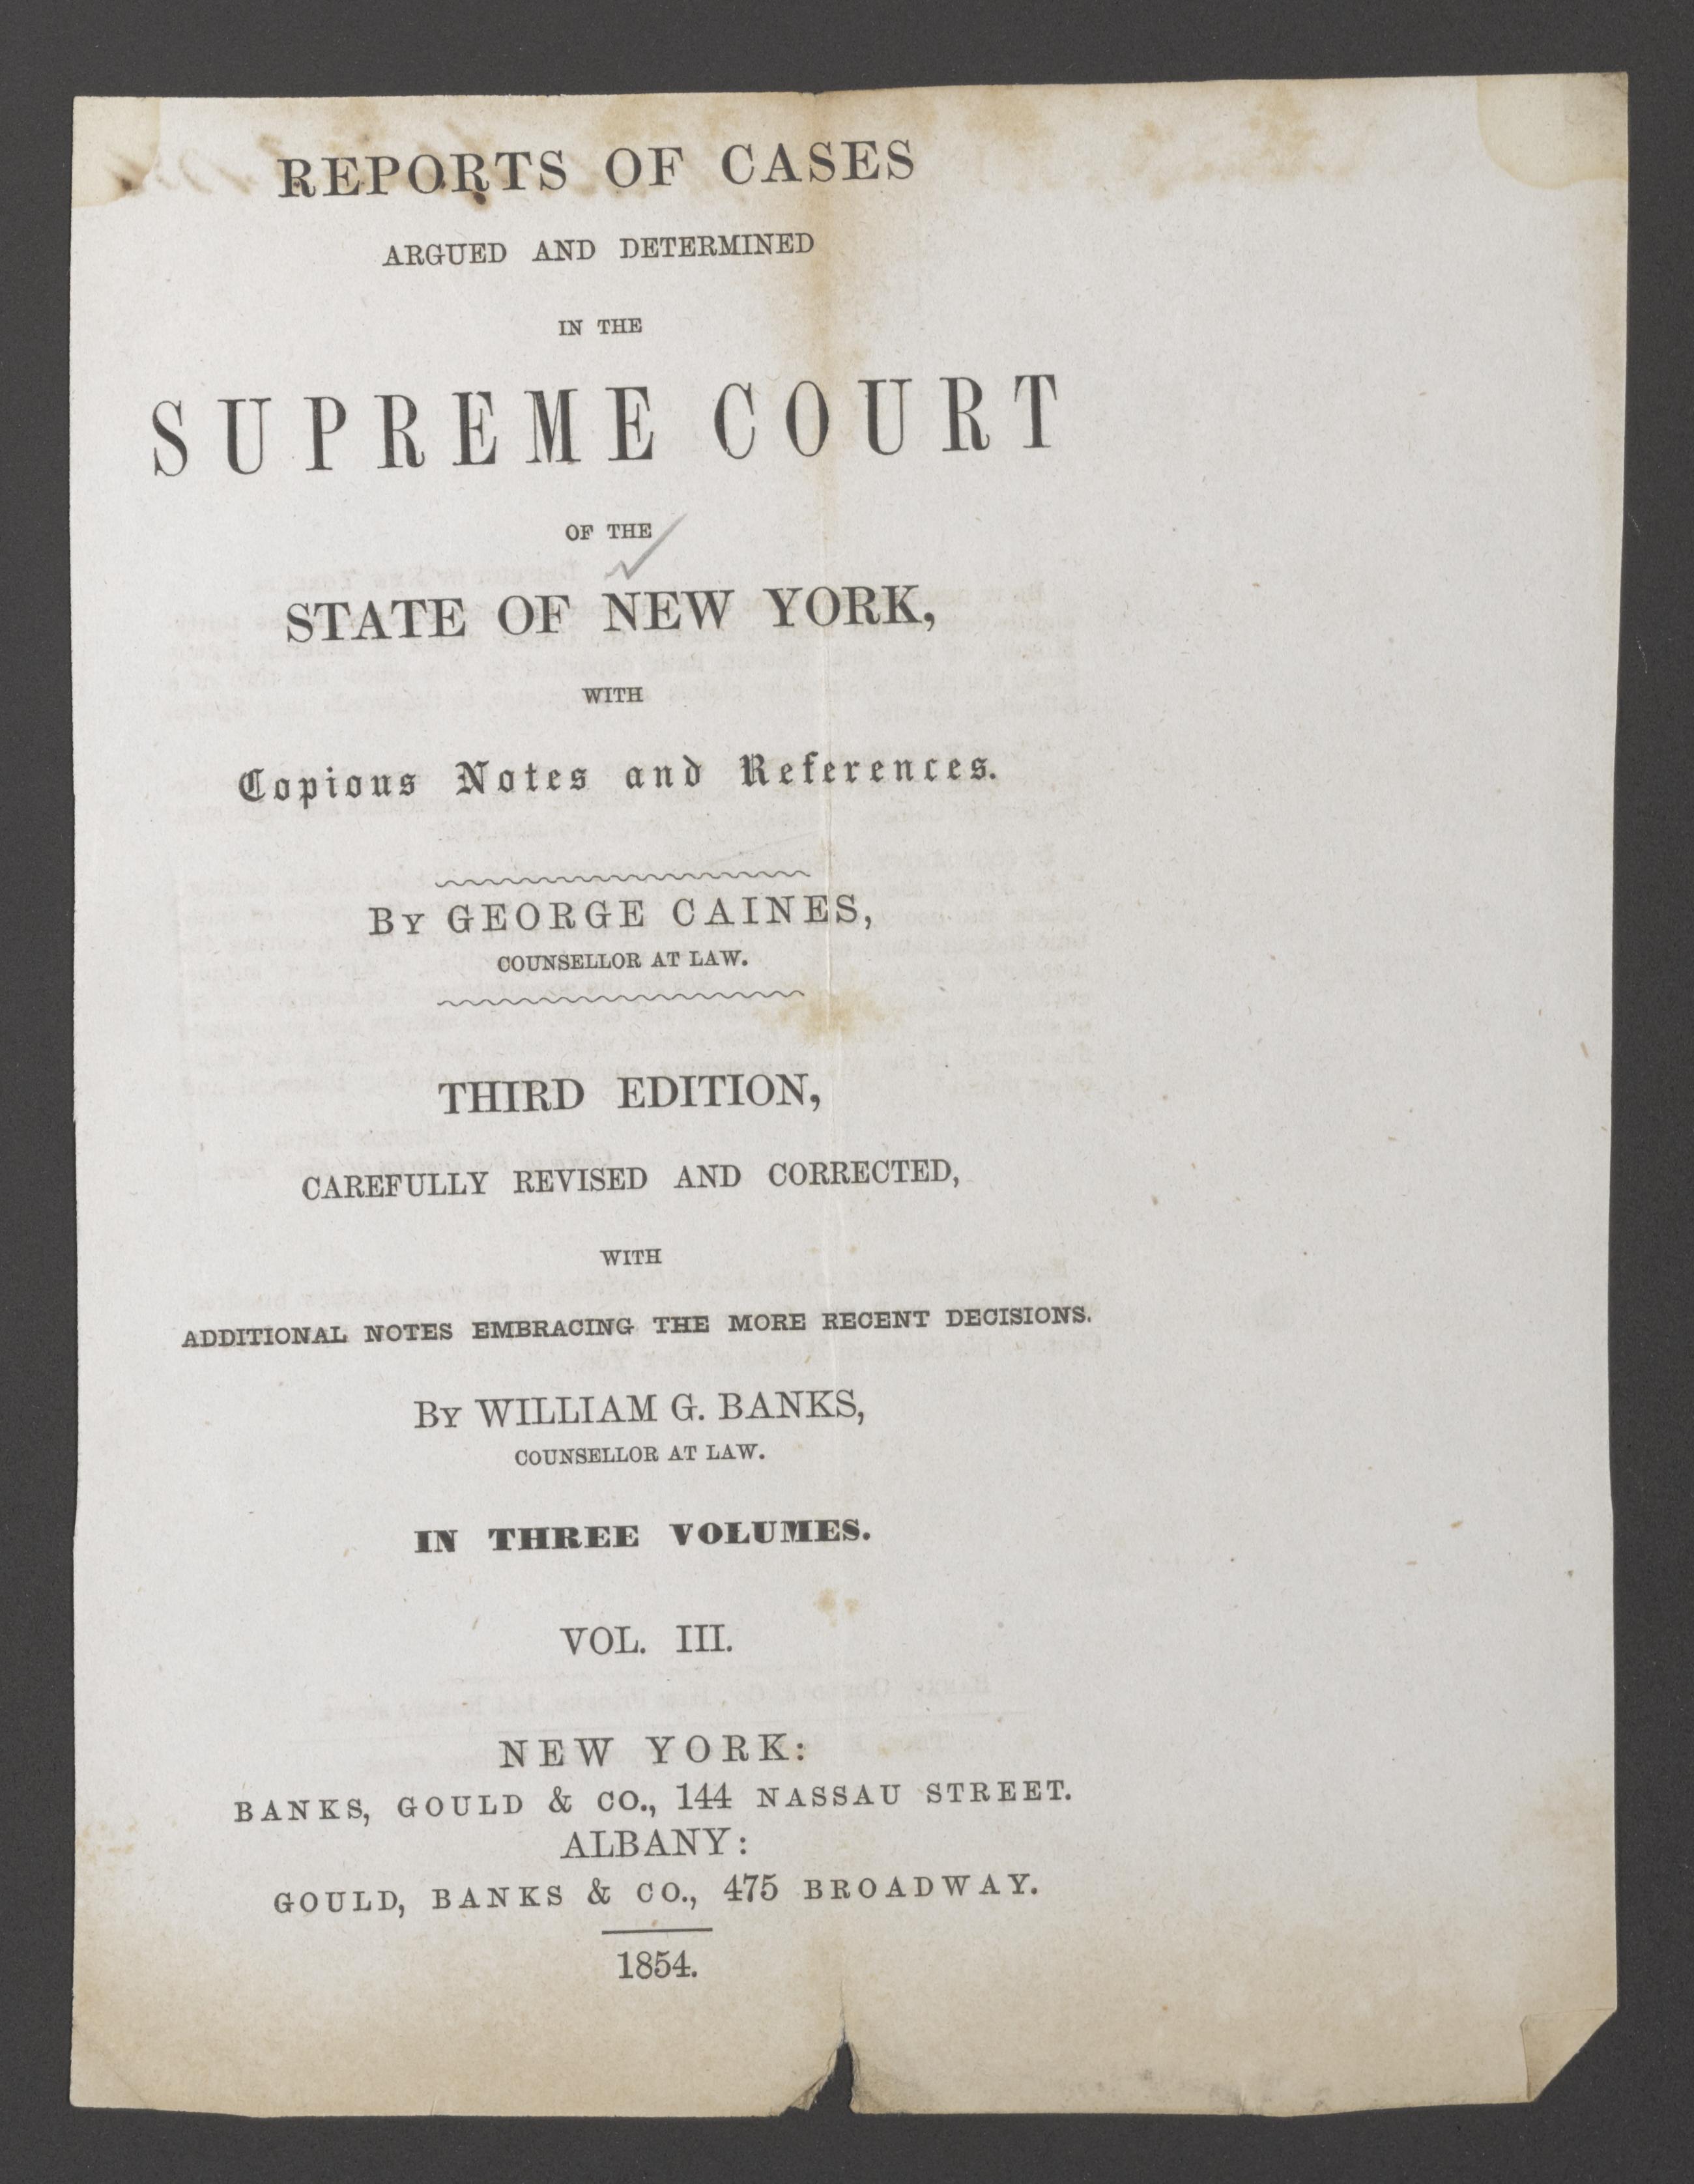 REPORTS OF CASES
ARGUED AND DETERMINED
IN THE
SUPREME COURT
OF THE
STATE OF NEW YORK,
WITH
Copious Notes and References.
BY GEORGE CAINES,
COUNSELLOR AT LAW.
THIRD EDITION,
CAREFULLY REVISED AND CORRECTED,
WITH
ADDITIONAL NOTES EMBRACING THE MORE RECENT DECISIONS.
BY WILLIAM G. BANKS,
COUNSELLOR AT LAW.
IN THREE VOLUMES.
VOL. III.
NEW YORK:
BANKS, GOULD & CO., 144 NASSAU STREET.
ALBANY:
GOULD, BANKS & CO., 475 BROADWAY.
1854.